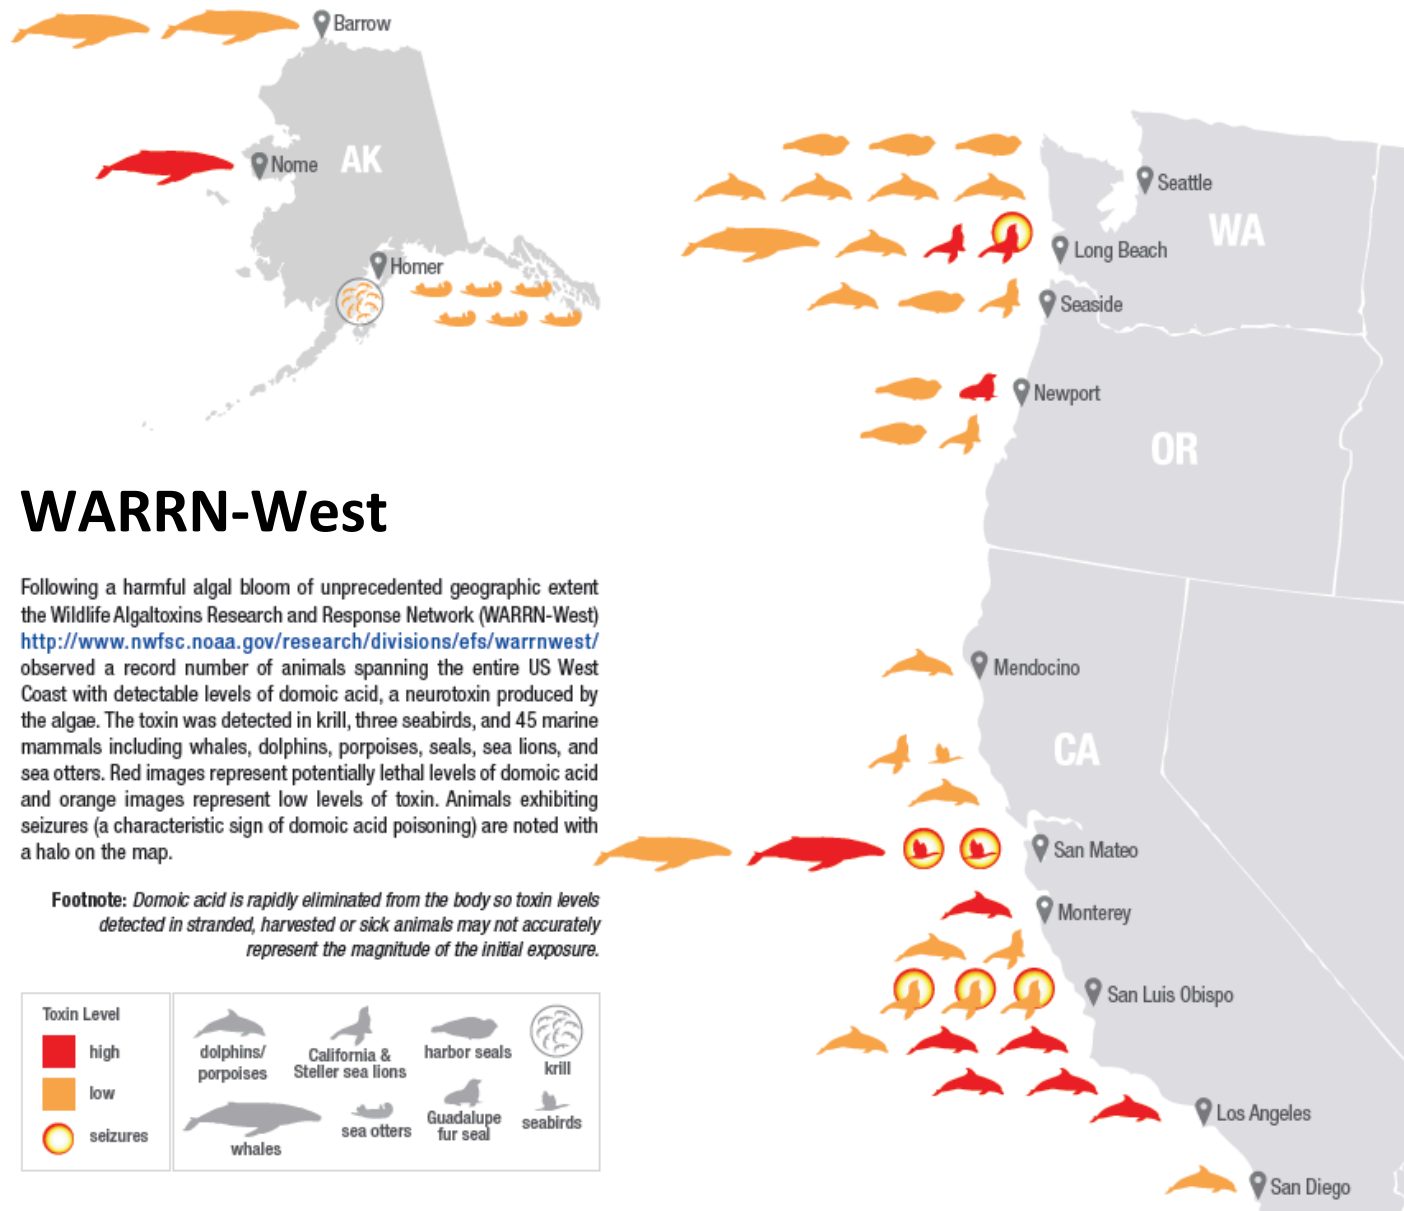 Barrow
Nome
AK
Homer
Seattle
WA
Long Beach
Seaside
Newport
OR
WARRN-West
Following a harmful algal bloom of unprecedented geographic extent
the Wildlife Algaltoxins Research and Response Network (WARRN-West)
http://www.nwfsc.noaa.gov/research/divisions/efs/warrnwest/
observed a record number of animals spanning the entire US West
Coast with detectable levels of domoic acid, a neurotoxin produced by
the algae. The toxin was detected in krill, three seabirds, and 45 marine
mammals including whales, dolphins, porpoises, seals, sea lions, and
sea otters. Red images represent potentially lethal levels of domoic acid
and orange images represent low levels of toxin. Animals exhibiting
seizures (a characteristic sign of domoic acid poisoning) are noted with
a halo on the map.
Footnote: Domoic acid is rapidly eliminated from the body so toxin levels
detected in stranded, harvested or sick animals may not accurately
represent the magnitude of the initial exposure.
Mendocino
CA
San Mateo
Monterey
San Luis Obispo
Los Angeles
San Diego
Toxin Level
high
low
seizures
dolphins/
porpoises
California &
Steller sea lions
harbor seals
krill
whales
sea otters
Guadalupe
fur seal
seabirds